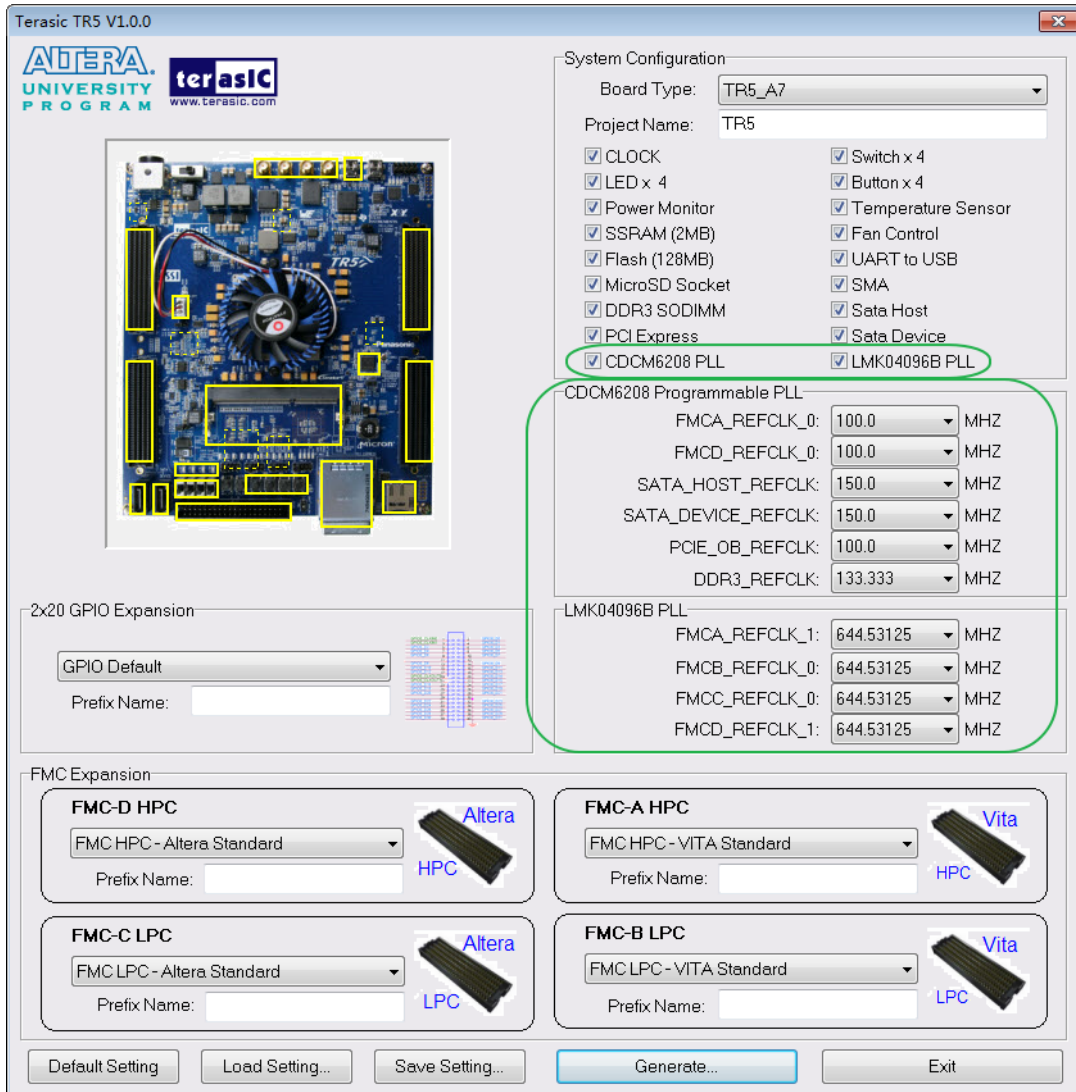 Terasic TR5 V1.0.0
ALTERA.
UNIVERSITY
PROGRAM
terasIC
www.terasic.com
System Configuration
Board Type: TR5_A7
Project Name: TR5
CLOCK Switch x 4
LED x 4 Button x 4
Power Monitor Temperature Sensor
SSRAM (2MB) Fan Control
Flash (128MB) UART to USB
MicroSD Socket SMA
DDR3 SODIMM Sata Host
PCI Express Sata Device
CDCM6208 PLL LMK04096B PLL
TR5
Panasonic
Micron
CDCM6208 Programmable PLL
FMCA_REFCLK_0: 100.0 MHZ
FMCD_REFCLK_0: 100.0 MHZ
SATA_HOST_REFCLK: 150.0 MHZ
SATA_DEVICE_REFCLK: 150.0 MHZ
PCIE_OB_REFCLK: 100.0 MHZ
DDR3_REFCLK: 133.333 MHZ
LMK04096B PLL
FMCA_REFCLK_1: 644.53125 MHZ
FMCB_REFCLK_0: 644.53125 MHZ
FMCC_REFCLK_0: 644.53125 MHZ
FMCD_REFCLK_1: 644.53125 MHZ
2x20 GPIO Expansion
GPIO Default
Prefix Name:
FMC Expansion
FMC-D HPC
FMC HPC - Altera Standard
Prefix Name:
Altera
HPC
FMC-A HPC
FMC HPC - VITA Standard
Prefix Name:
Vita
HPC
FMC-C LPC
FMC LPC - Altera Standard
Prefix Name:
Altera
LPC
FMC-B LPC
FMC LPC - VITA Standard
Prefix Name:
Vita
LPC
Default Setting Load Setting... Save Setting... Generate... Exit